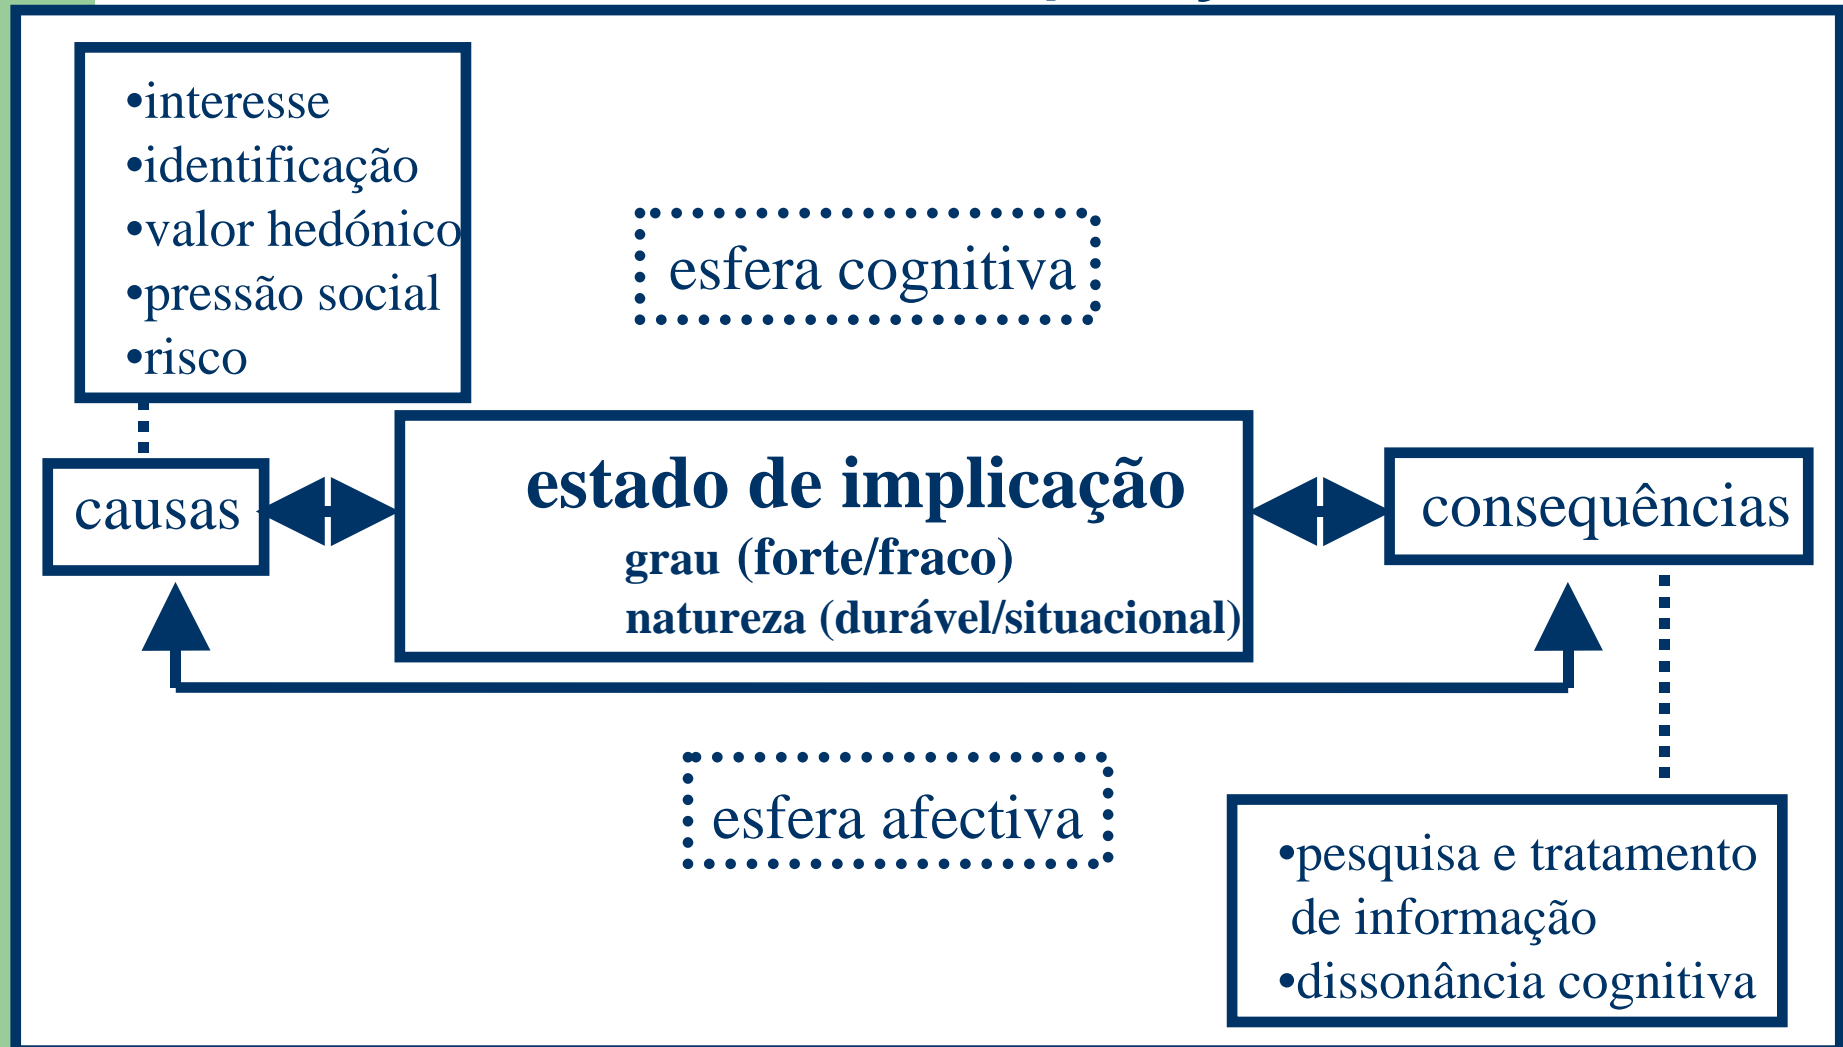 •interesse
•identificação
•valor hedónico
•pressão social
•risco
esfera cognitiva
causas
estado de implicação
grau (forte/fraco)
natureza (durável/situacional)
consequências
esfera afectiva
•pesquisa e tratamento
de informação
•dissonância cognitiva